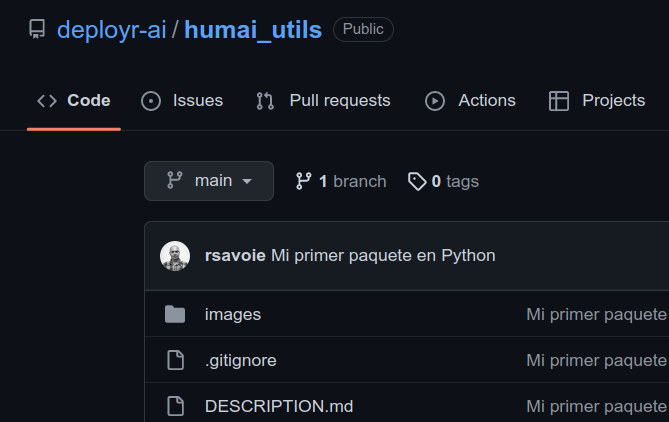 deployr-ai / humai_utils Public
Code Issues Pull requests Actions Projects
main 1 branch 0 tags
rsavoie Mi primer paquete en Python
images Mi primer paquete
.gitignore Mi primer paquete
DESCRIPTION.md Mi primer paquete